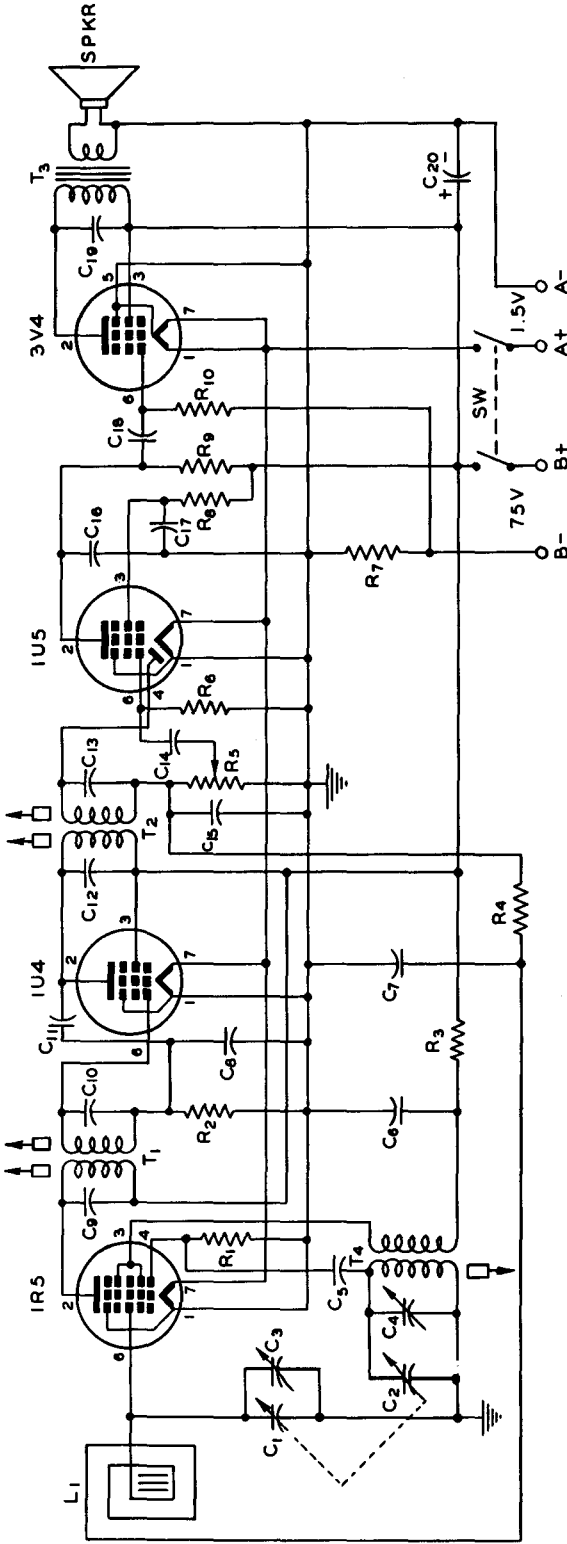 1R5
1U4
1U5
3V4
T3
SPKR
L1
2
C9
C10
C11
2
C12
C13
2
C16
2
C19
6
3
4
T1
6
3
T2
6
4
3
C18
6
5
3
7
1
R1
R2
C8
7
1
C14
C15
R5
R6
7
1
C17
R8
R9
R10
7
1
C1
C3
C5
T4
C2
C4
C6
R3
C7
R4
R7
+
C20
−
75V
SW
1.5V
B−
B+
A+
A−